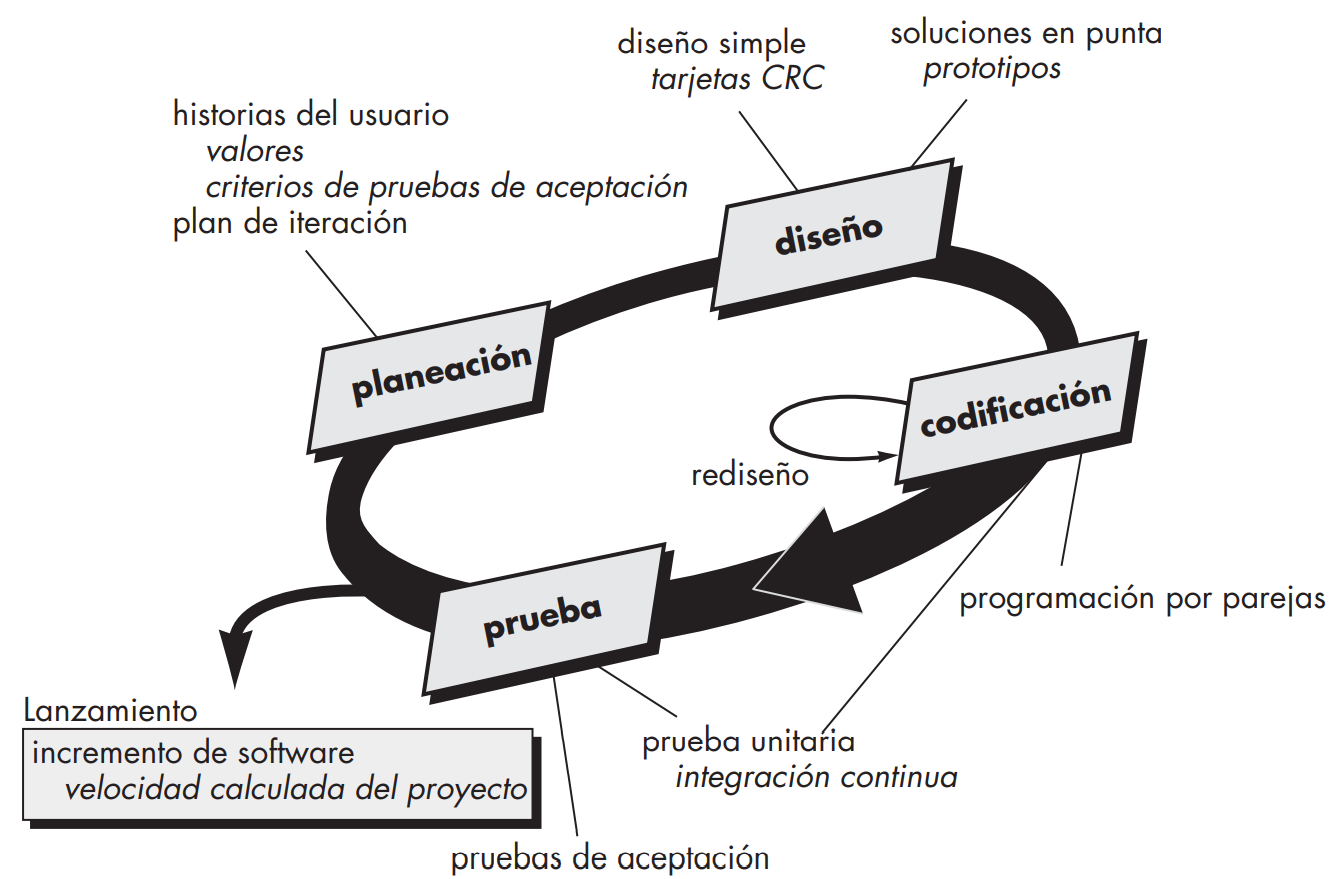 diseño simple
tarjetas CRC
soluciones en punta
prototipos
historias del usuario
valores
criterios de pruebas de aceptación
plan de iteración
diseño
planeación
codificación
rediseño
programación por parejas
prueba
Lanzamiento
incremento de software
velocidad calculada del proyecto
prueba unitaria
integración continua
pruebas de aceptación